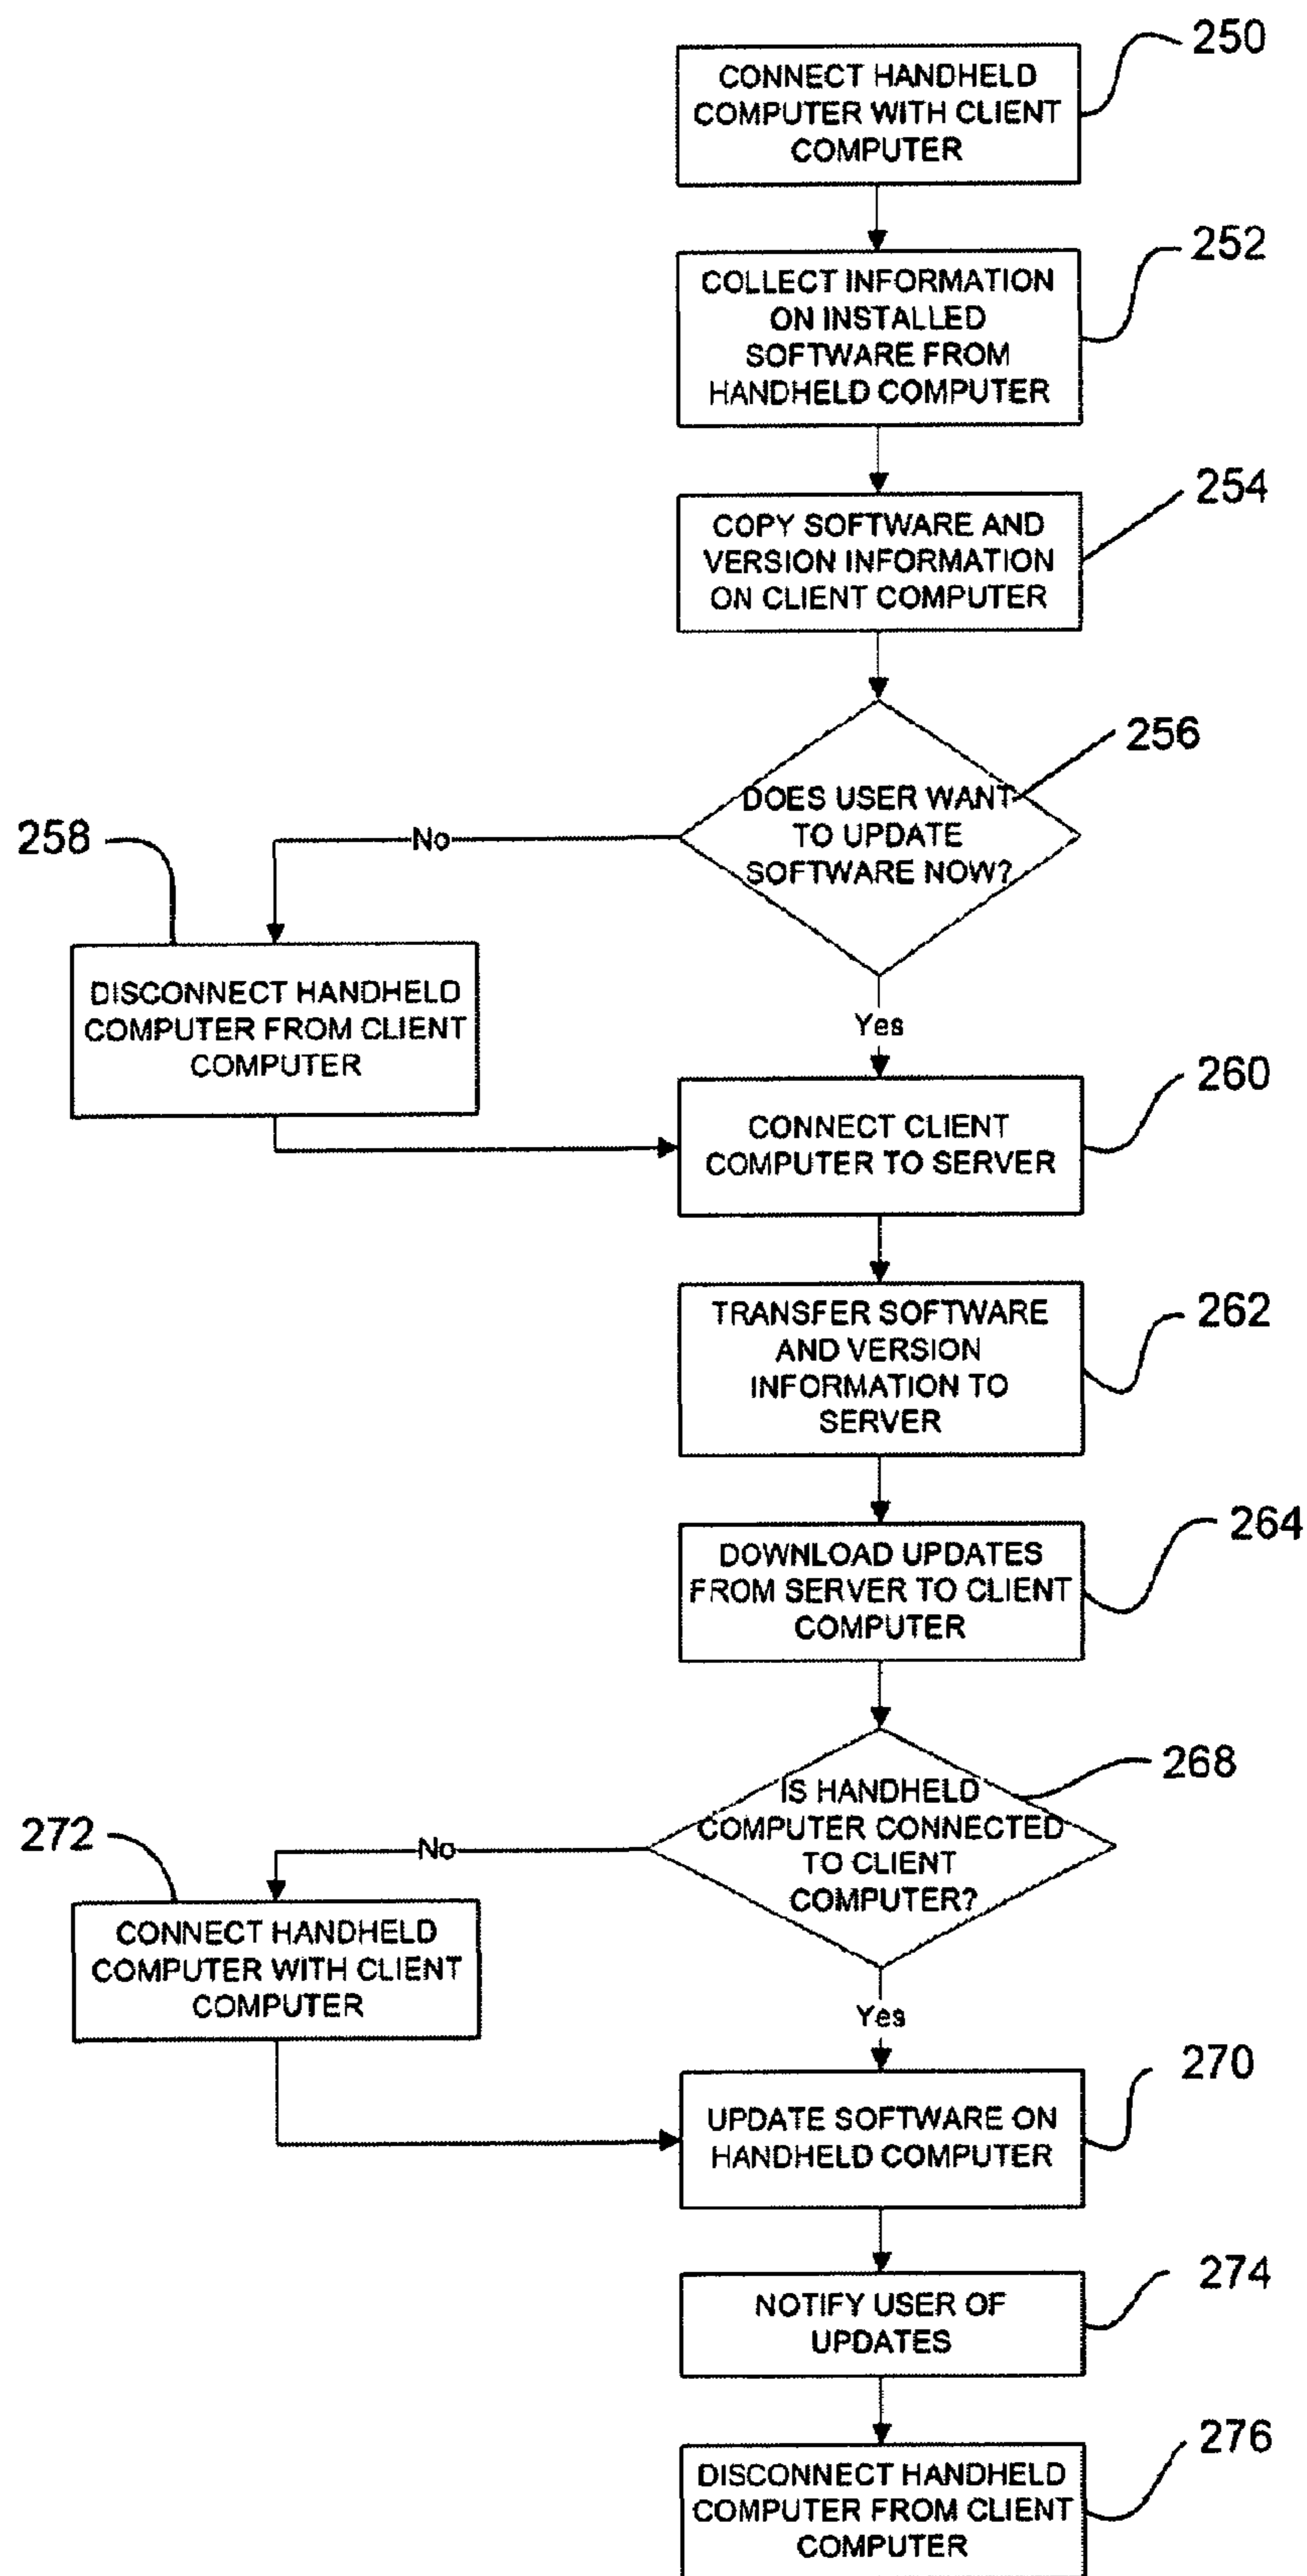 250
CONNECT HANDHELD
COMPUTER WITH CLIENT
COMPUTER
252
COLLECT INFORMATION
ON INSTALLED
SOFTWARE FROM
HANDHELD COMPUTER
254
COPY SOFTWARE AND
VERSION INFORMATION
ON CLIENT COMPUTER
256
DOES USER WANT
TO UPDATE
SOFTWARE NOW?
No
258
DISCONNECT HANDHELD
COMPUTER FROM CLIENT
COMPUTER
Yes
260
CONNECT CLIENT
COMPUTER TO SERVER
262
TRANSFER SOFTWARE
AND VERSION
INFORMATION TO
SERVER
264
DOWNLOAD UPDATES
FROM SERVER TO CLIENT
COMPUTER
268
IS HANDHELD
COMPUTER CONNECTED
TO CLIENT
COMPUTER?
No
272
CONNECT HANDHELD
COMPUTER WITH CLIENT
COMPUTER
Yes
270
UPDATE SOFTWARE ON
HANDHELD COMPUTER
274
NOTIFY USER OF
UPDATES
276
DISCONNECT HANDHELD
COMPUTER FROM CLIENT
COMPUTER